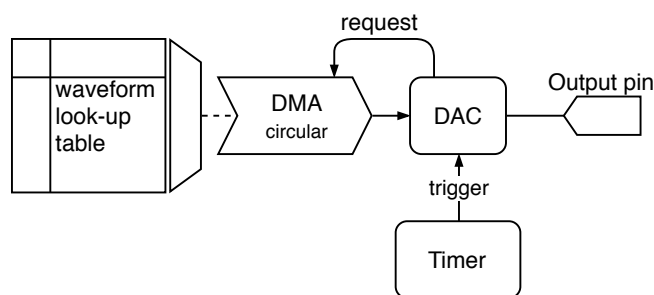 request
waveform
look-up
table
DMA
circular
DAC
Output pin
trigger
Timer